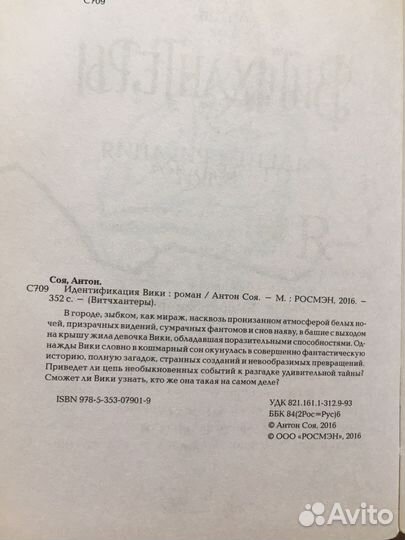 С709
Соя, Антон.
С709 Идентификация Вики : роман / Антон Соя. – М. : РОСМЭН, 2016. –
352 с. – (Витчхантеры).
В городе, зыбком, как мираж, насквозь пронизанном атмосферой белых но-
чей, призрачных видений, сумрачных фантомов и снов наяву, в башне с выходом
на крышу жила девочка Вики, обладавшая поразительными способностями. Од-
нажды Вики словно в кошмарный сон окунулась в совершенно фантастическую
историю, полную загадок, странных созданий и невообразимых превращений.
Приведет ли цепь необыкновенных событий к разгадке удивительной тайны?
Сможет ли Вики узнать, кто же она такая на самом деле?
УДК 821.161.1-312.9-93
ББК 84(2Рос=Рус)6
ISBN 978-5-353-07901-9
© Антон Соя, 2016
© ООО «РОСМЭН», 2016
Avito